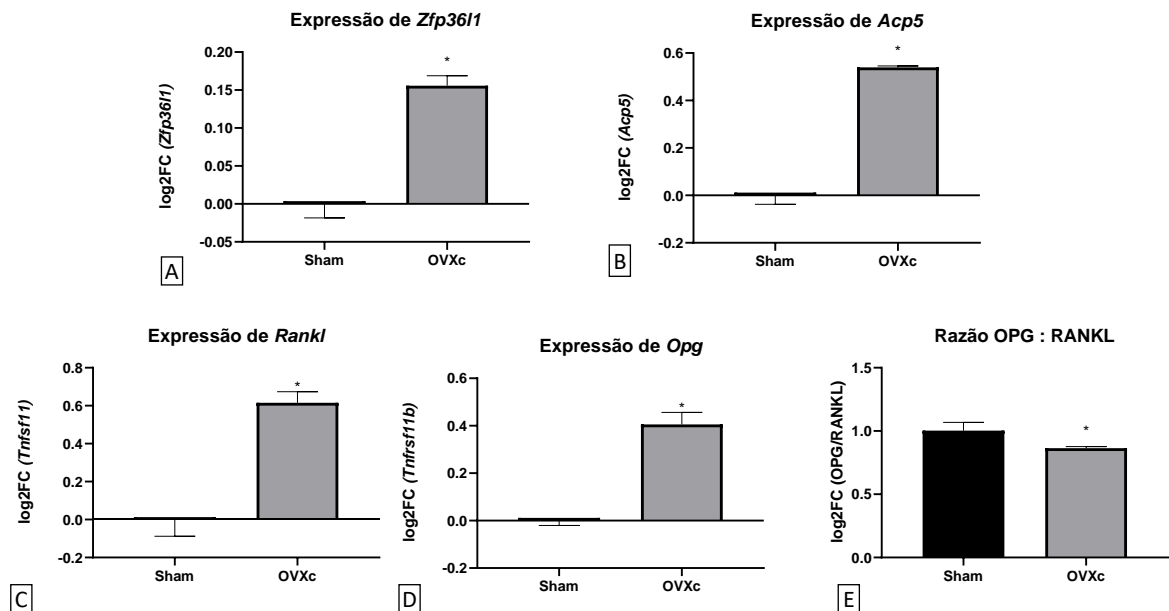 Expressão de Zfp36l1
log2FC (Zfp36l1)
0.20
0.15
0.10
0.05
0.00
-0.05
*
Sham
OVXc
A
Expressão de Acp5
log2FC (Acp5)
0.6
0.4
0.2
0.0
-0.2
*
Sham
OVXc
B
Expressão de Rankl
log2FC (Tnfsf11)
0.8
0.6
0.4
0.2
0.0
-0.2
*
Sham
OVXc
C
Expressão de Opg
log2FC (Tnfrsf11b)
0.6
0.4
0.2
0.0
-0.2
*
Sham
OVXc
D
Razão OPG : RANKL
log2FC (OPG/RANKL)
1.5
1.0
0.5
0.0
*
Sham
OVXc
E